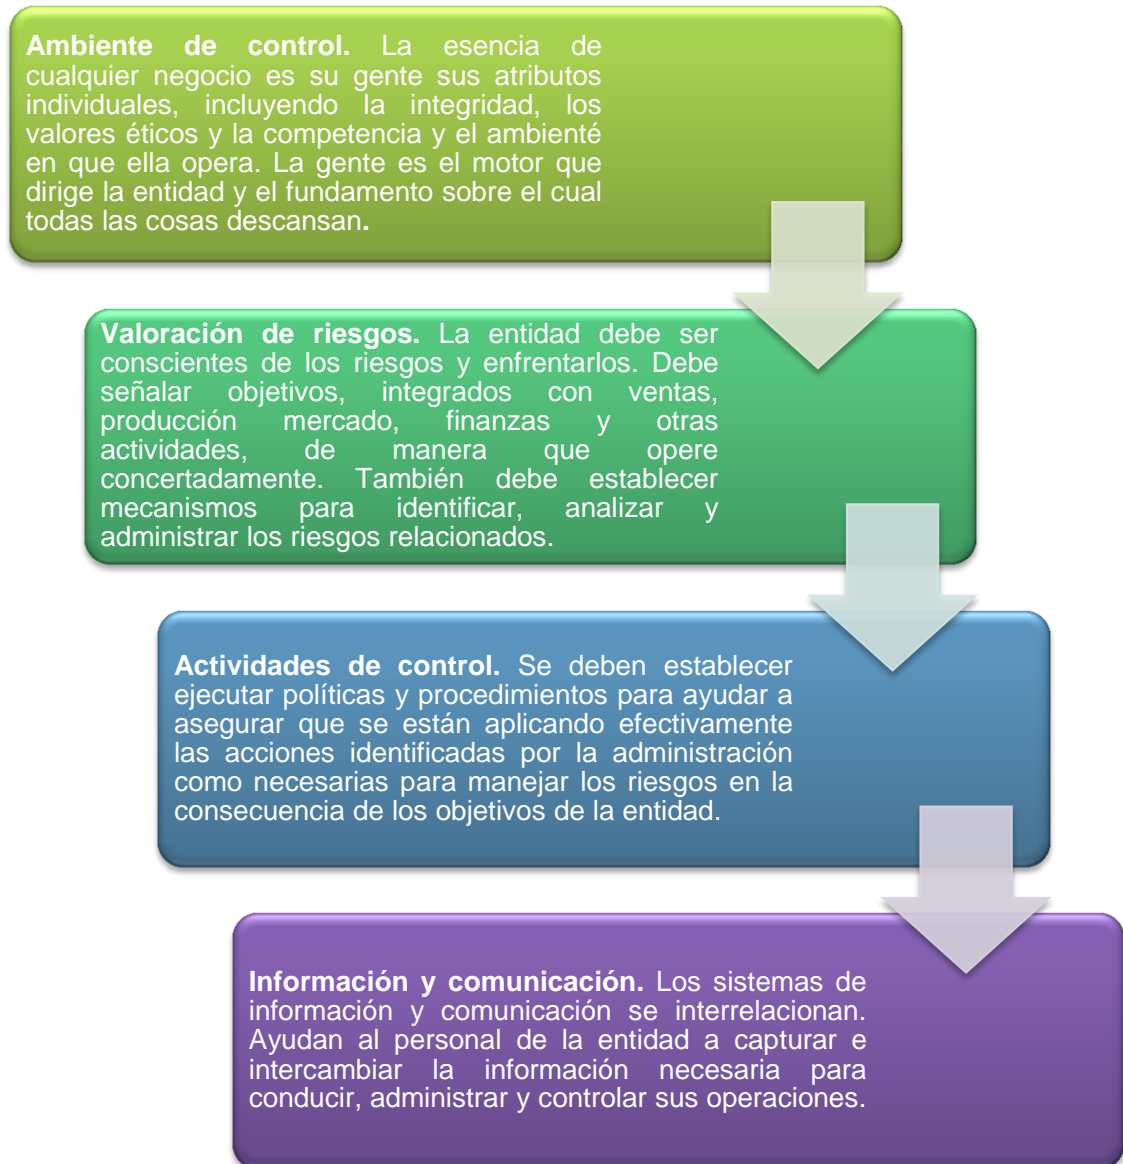 Ambiente de control. La esencia de
cualquier negocio es su gente sus atributos
individuales, incluyendo la integridad, los
valores éticos y la competencia y el ambienté
en que ella opera. La gente es el motor que
dirige la entidad y el fundamento sobre el cual
todas las cosas descansan.
Valoración de riesgos. La entidad debe ser
conscientes de los riesgos y enfrentarlos. Debe
señalar objetivos, integrados con ventas,
producción mercado, finanzas y otras
actividades, de manera que opere
concertadamente. También debe establecer
mecanismos para identificar, analizar y
administrar los riesgos relacionados.
Actividades de control. Se deben establecer
ejecutar políticas y procedimientos para ayudar a
asegurar que se están aplicando efectivamente
las acciones identificadas por la administración
como necesarias para manejar los riesgos en la
consecuencia de los objetivos de la entidad.
Información y comunicación. Los sistemas de
información y comunicación se interrelacionan.
Ayudan al personal de la entidad a capturar e
intercambiar la información necesaria para
conducir, administrar y controlar sus operaciones.